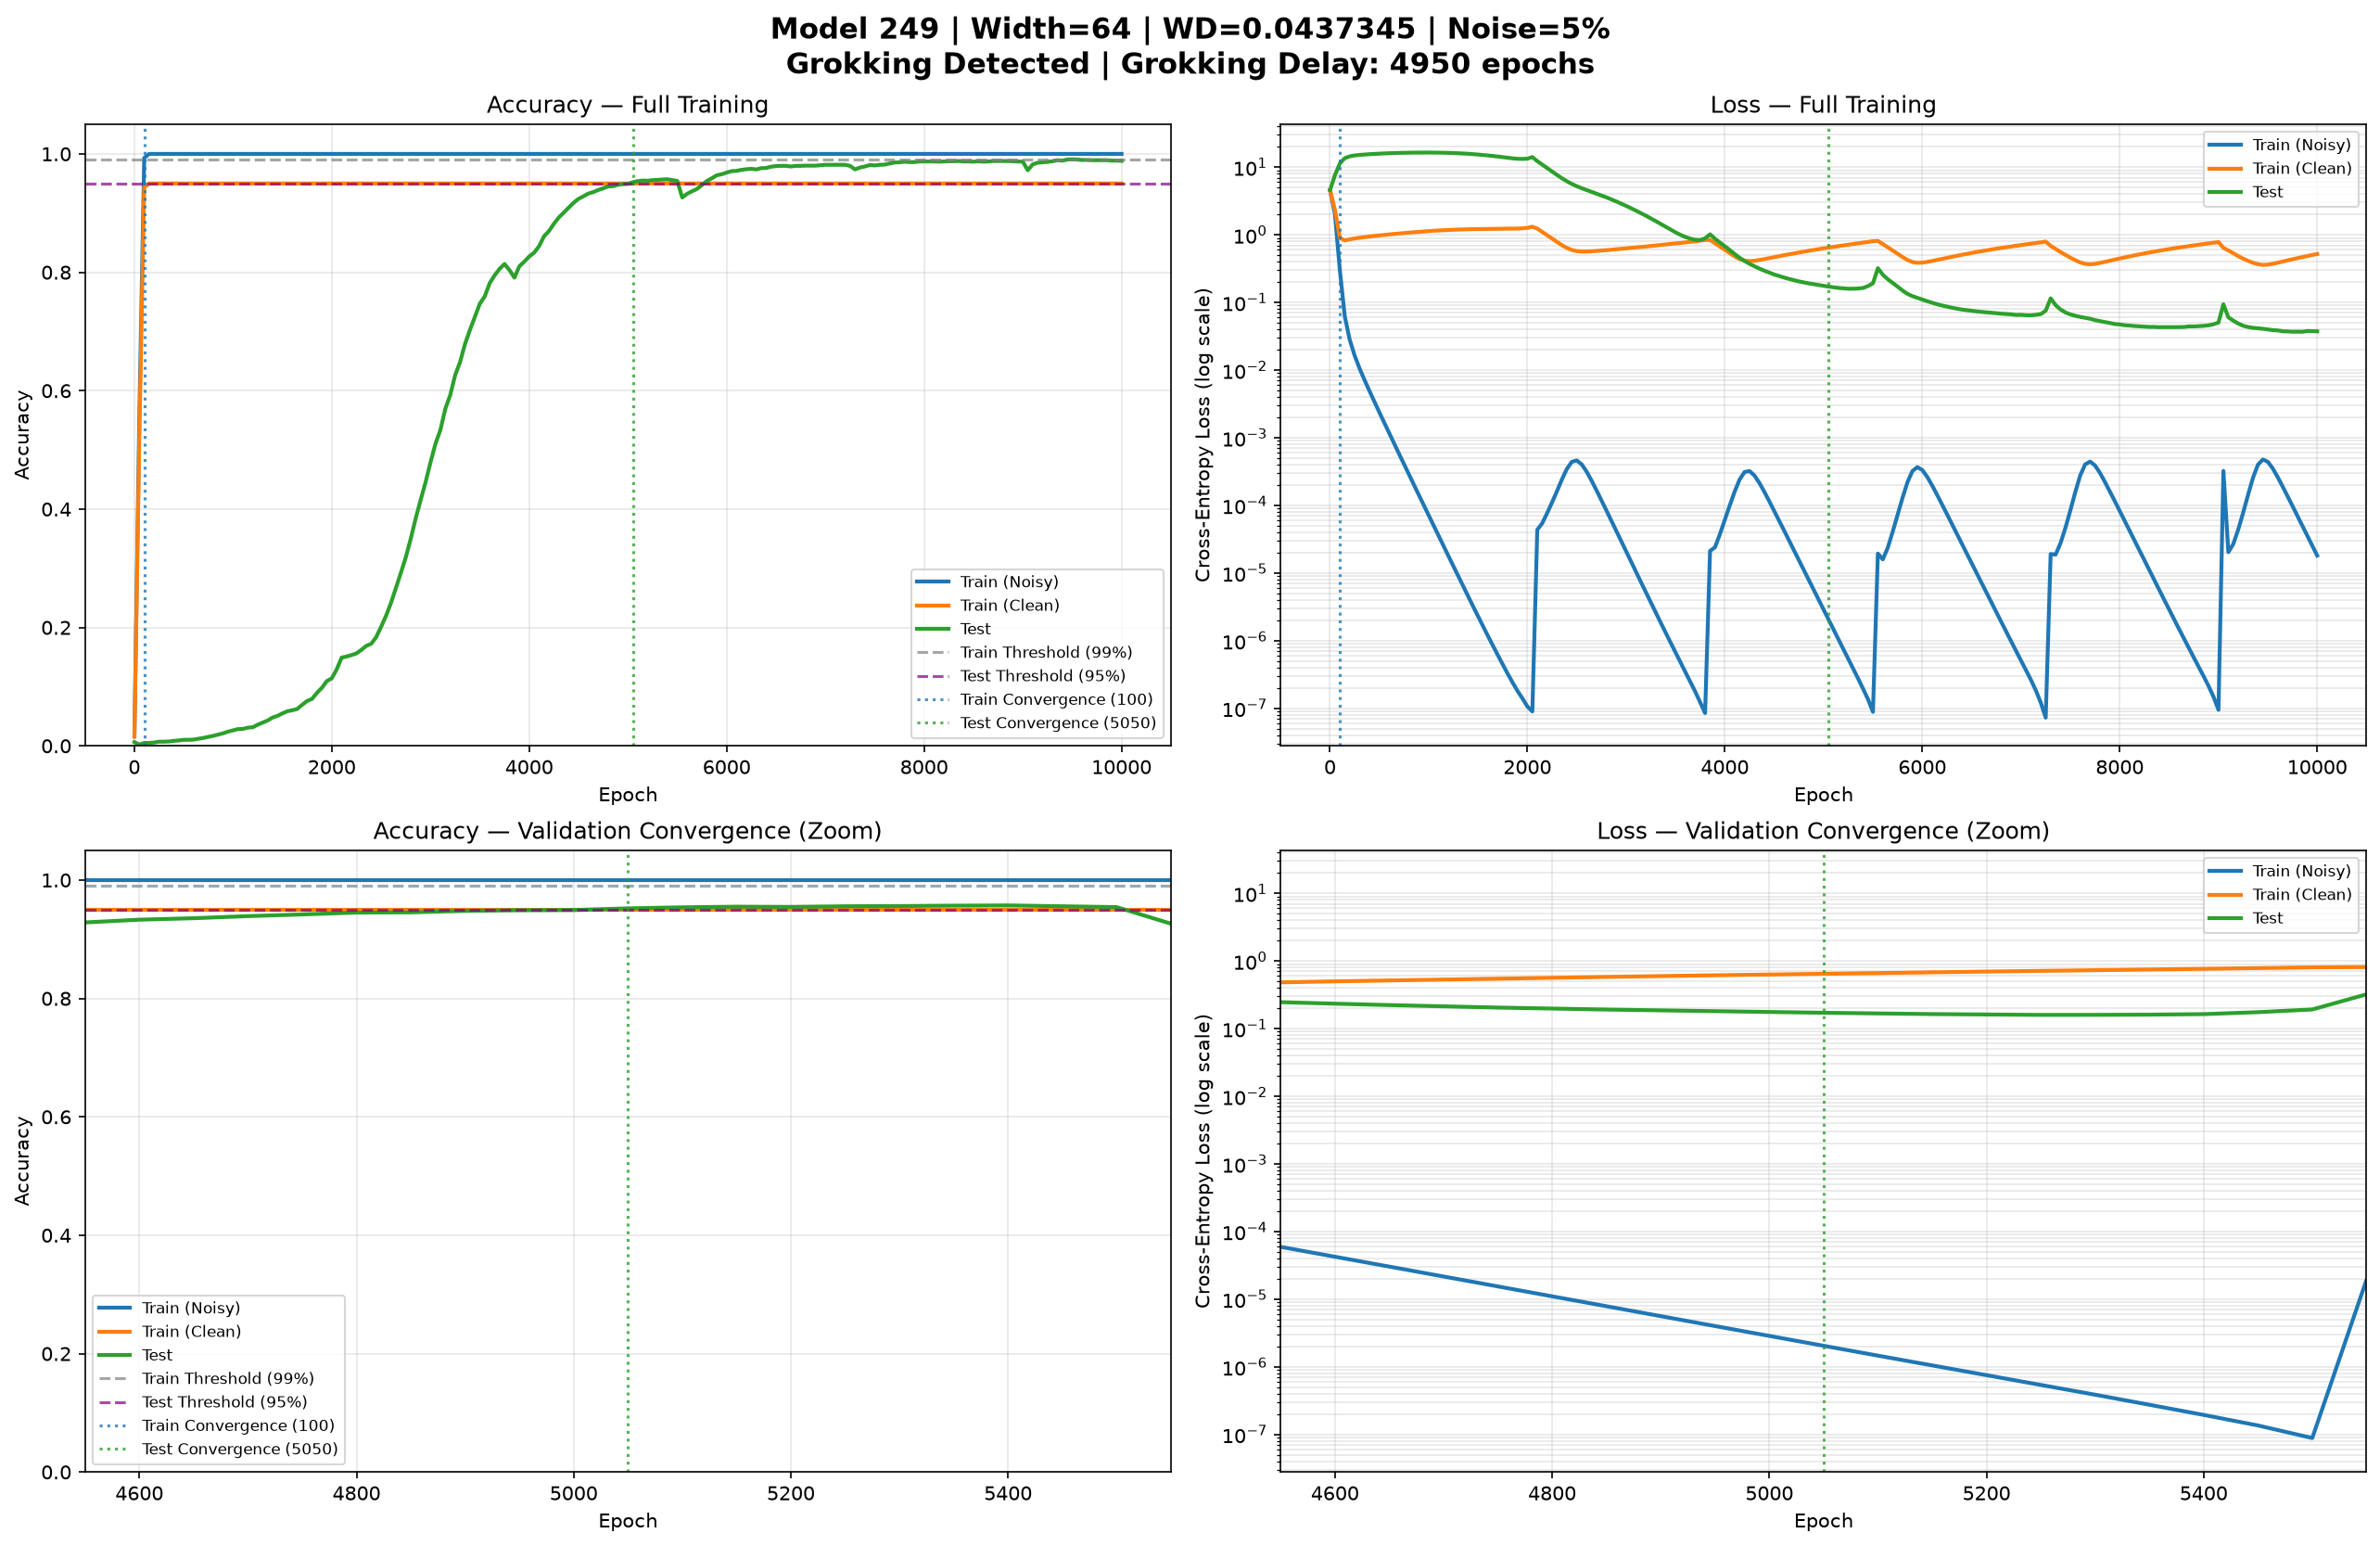 Model 249 | Width=64 | WD=0.0437345 | Noise=5%
Grokking Detected | Grokking Delay: 4950 epochs
Accuracy — Full Training
Accuracy
1.0
0.8
0.6
0.4
0.2
0.0
0
2000
4000
6000
8000
10000
Epoch
Train (Noisy)
Train (Clean)
Test
Train Threshold (99%)
Test Threshold (95%)
Train Convergence (100)
Test Convergence (5050)
Loss — Full Training
Cross-Entropy Loss (log scale)
10¹
10⁰
10⁻¹
10⁻²
10⁻³
10⁻⁴
10⁻⁵
10⁻⁶
10⁻⁷
0
2000
4000
6000
8000
10000
Epoch
Train (Noisy)
Train (Clean)
Test
Accuracy — Validation Convergence (Zoom)
Accuracy
1.0
0.8
0.6
0.4
0.2
0.0
4600
4800
5000
5200
5400
Epoch
Train (Noisy)
Train (Clean)
Test
Train Threshold (99%)
Test Threshold (95%)
Train Convergence (100)
Test Convergence (5050)
Loss — Validation Convergence (Zoom)
Cross-Entropy Loss (log scale)
10¹
10⁰
10⁻¹
10⁻²
10⁻³
10⁻⁴
10⁻⁵
10⁻⁶
10⁻⁷
4600
4800
5000
5200
5400
Epoch
Train (Noisy)
Train (Clean)
Test